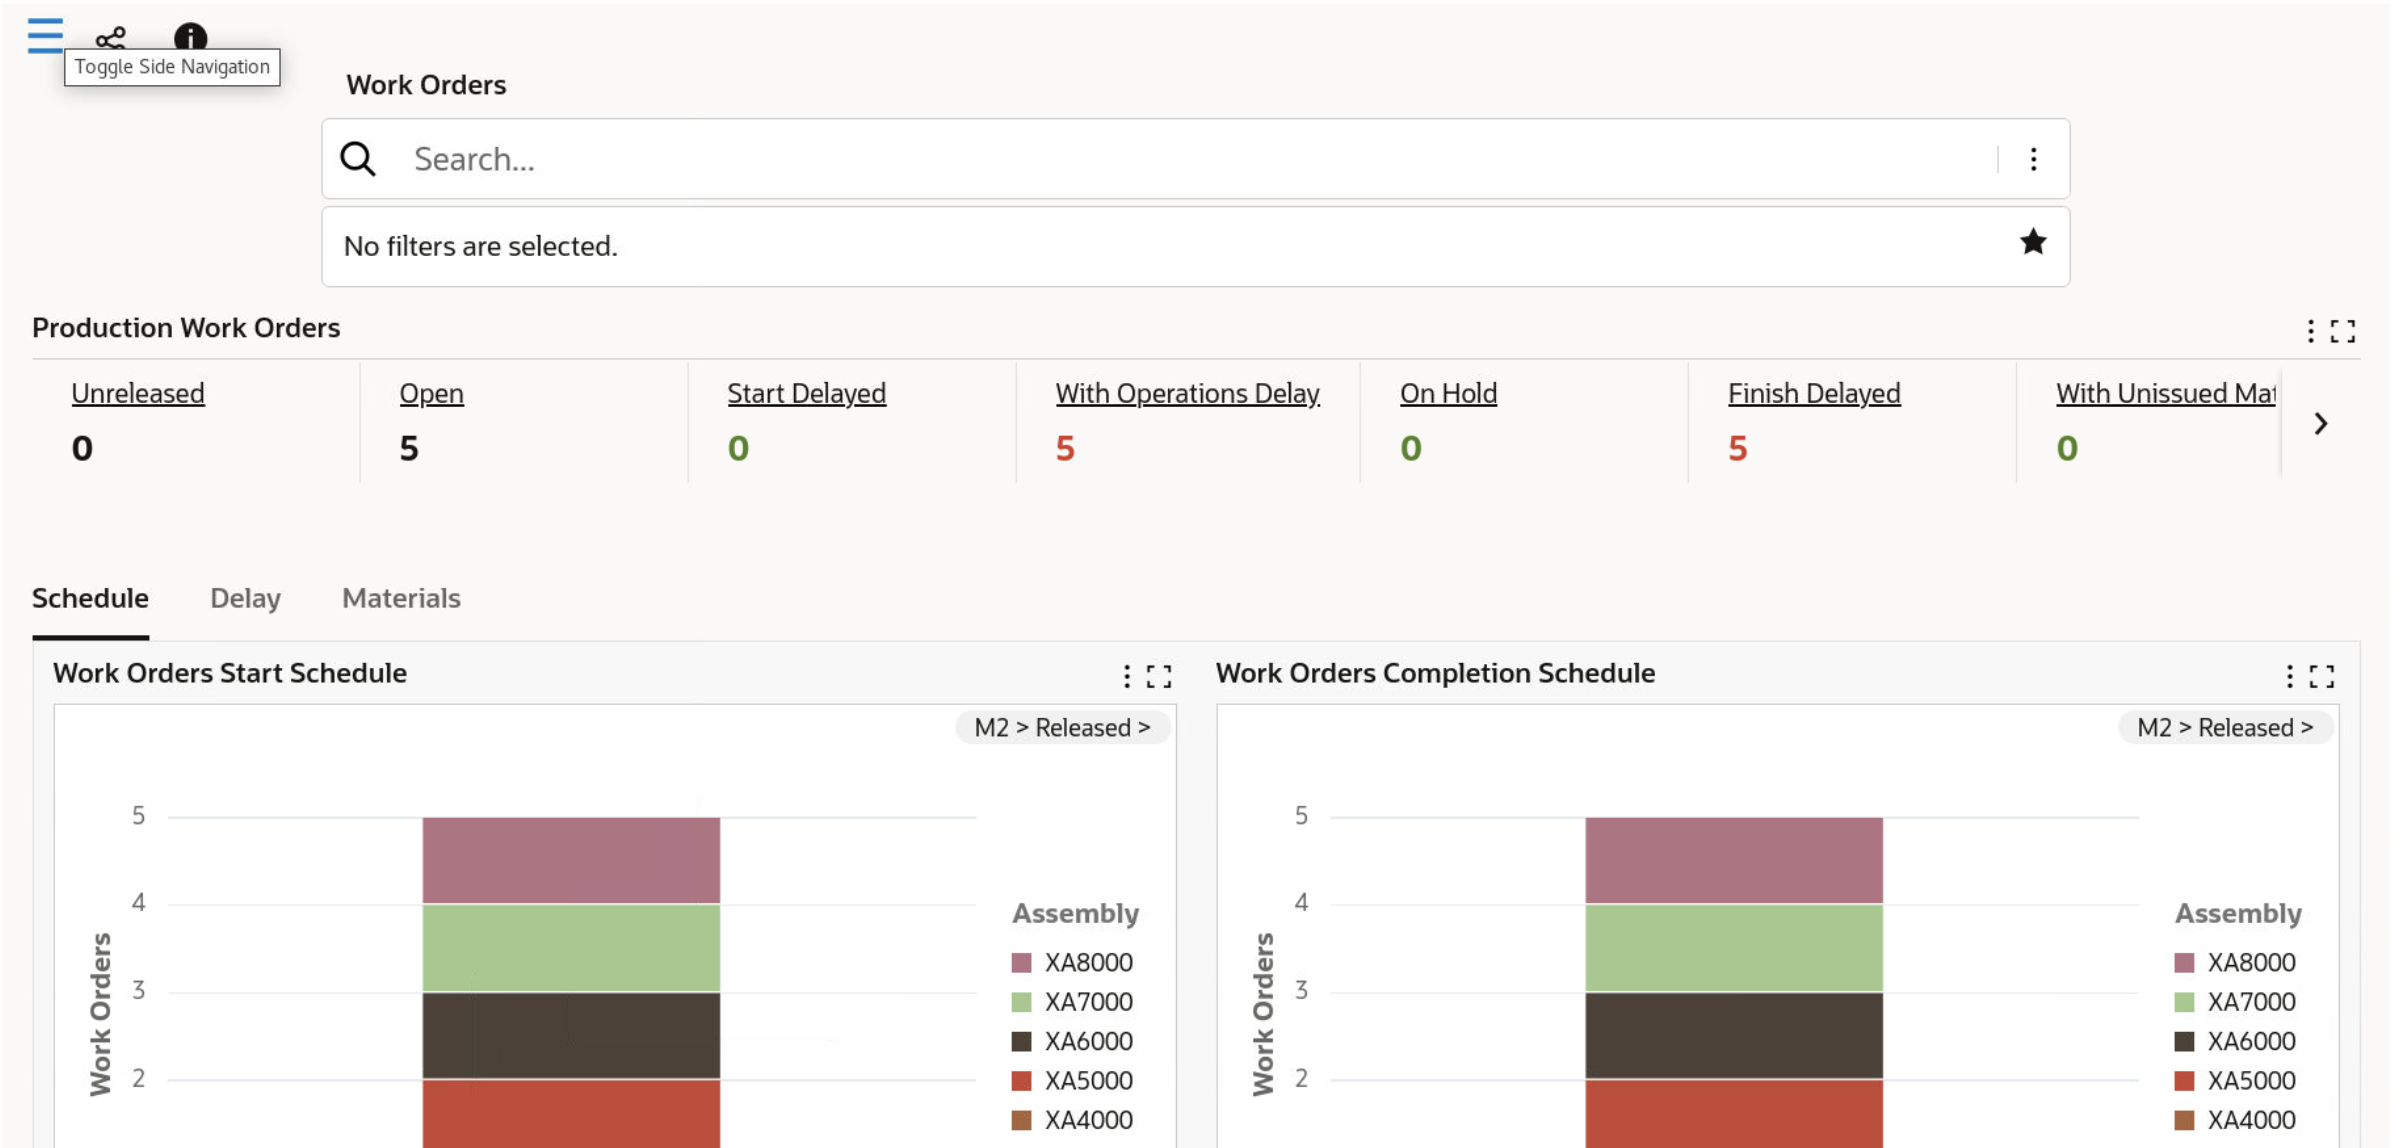 Toggle Side Navigation
Work Orders
Search...
No filters are selected.
Production Work Orders
Unreleased
0
Open
5
Start Delayed
0
With Operations Delay
5
On Hold
0
Finish Delayed
5
With Unissued Mat
0
Schedule Delay Materials
Work Orders Start Schedule
M2 > Released >
5
4
3
2
Work Orders
Assembly
XA8000
XA7000
XA6000
XA5000
XA4000
Work Orders Completion Schedule
M2 > Released >
5
4
3
2
Work Orders
Assembly
XA8000
XA7000
XA6000
XA5000
XA4000